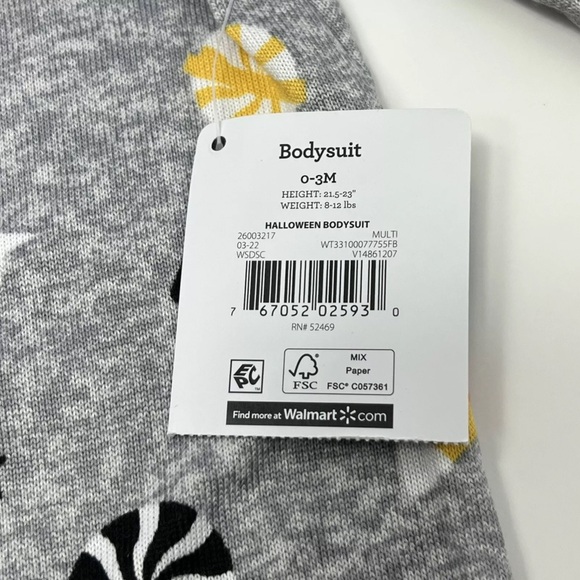 Bodysuit
0-3M
HEIGHT: 21.5-23"
WEIGHT: 8-12 lbs
HALLOWEEN BODYSUIT
26003217 MULTI
03-22 WT33100077755FB
WSDSC V14861207
7 67052 02593 0
RN# 52469
EPC™
FSC
MIX
Paper
FSC® C057361
Find more at Walmart.com